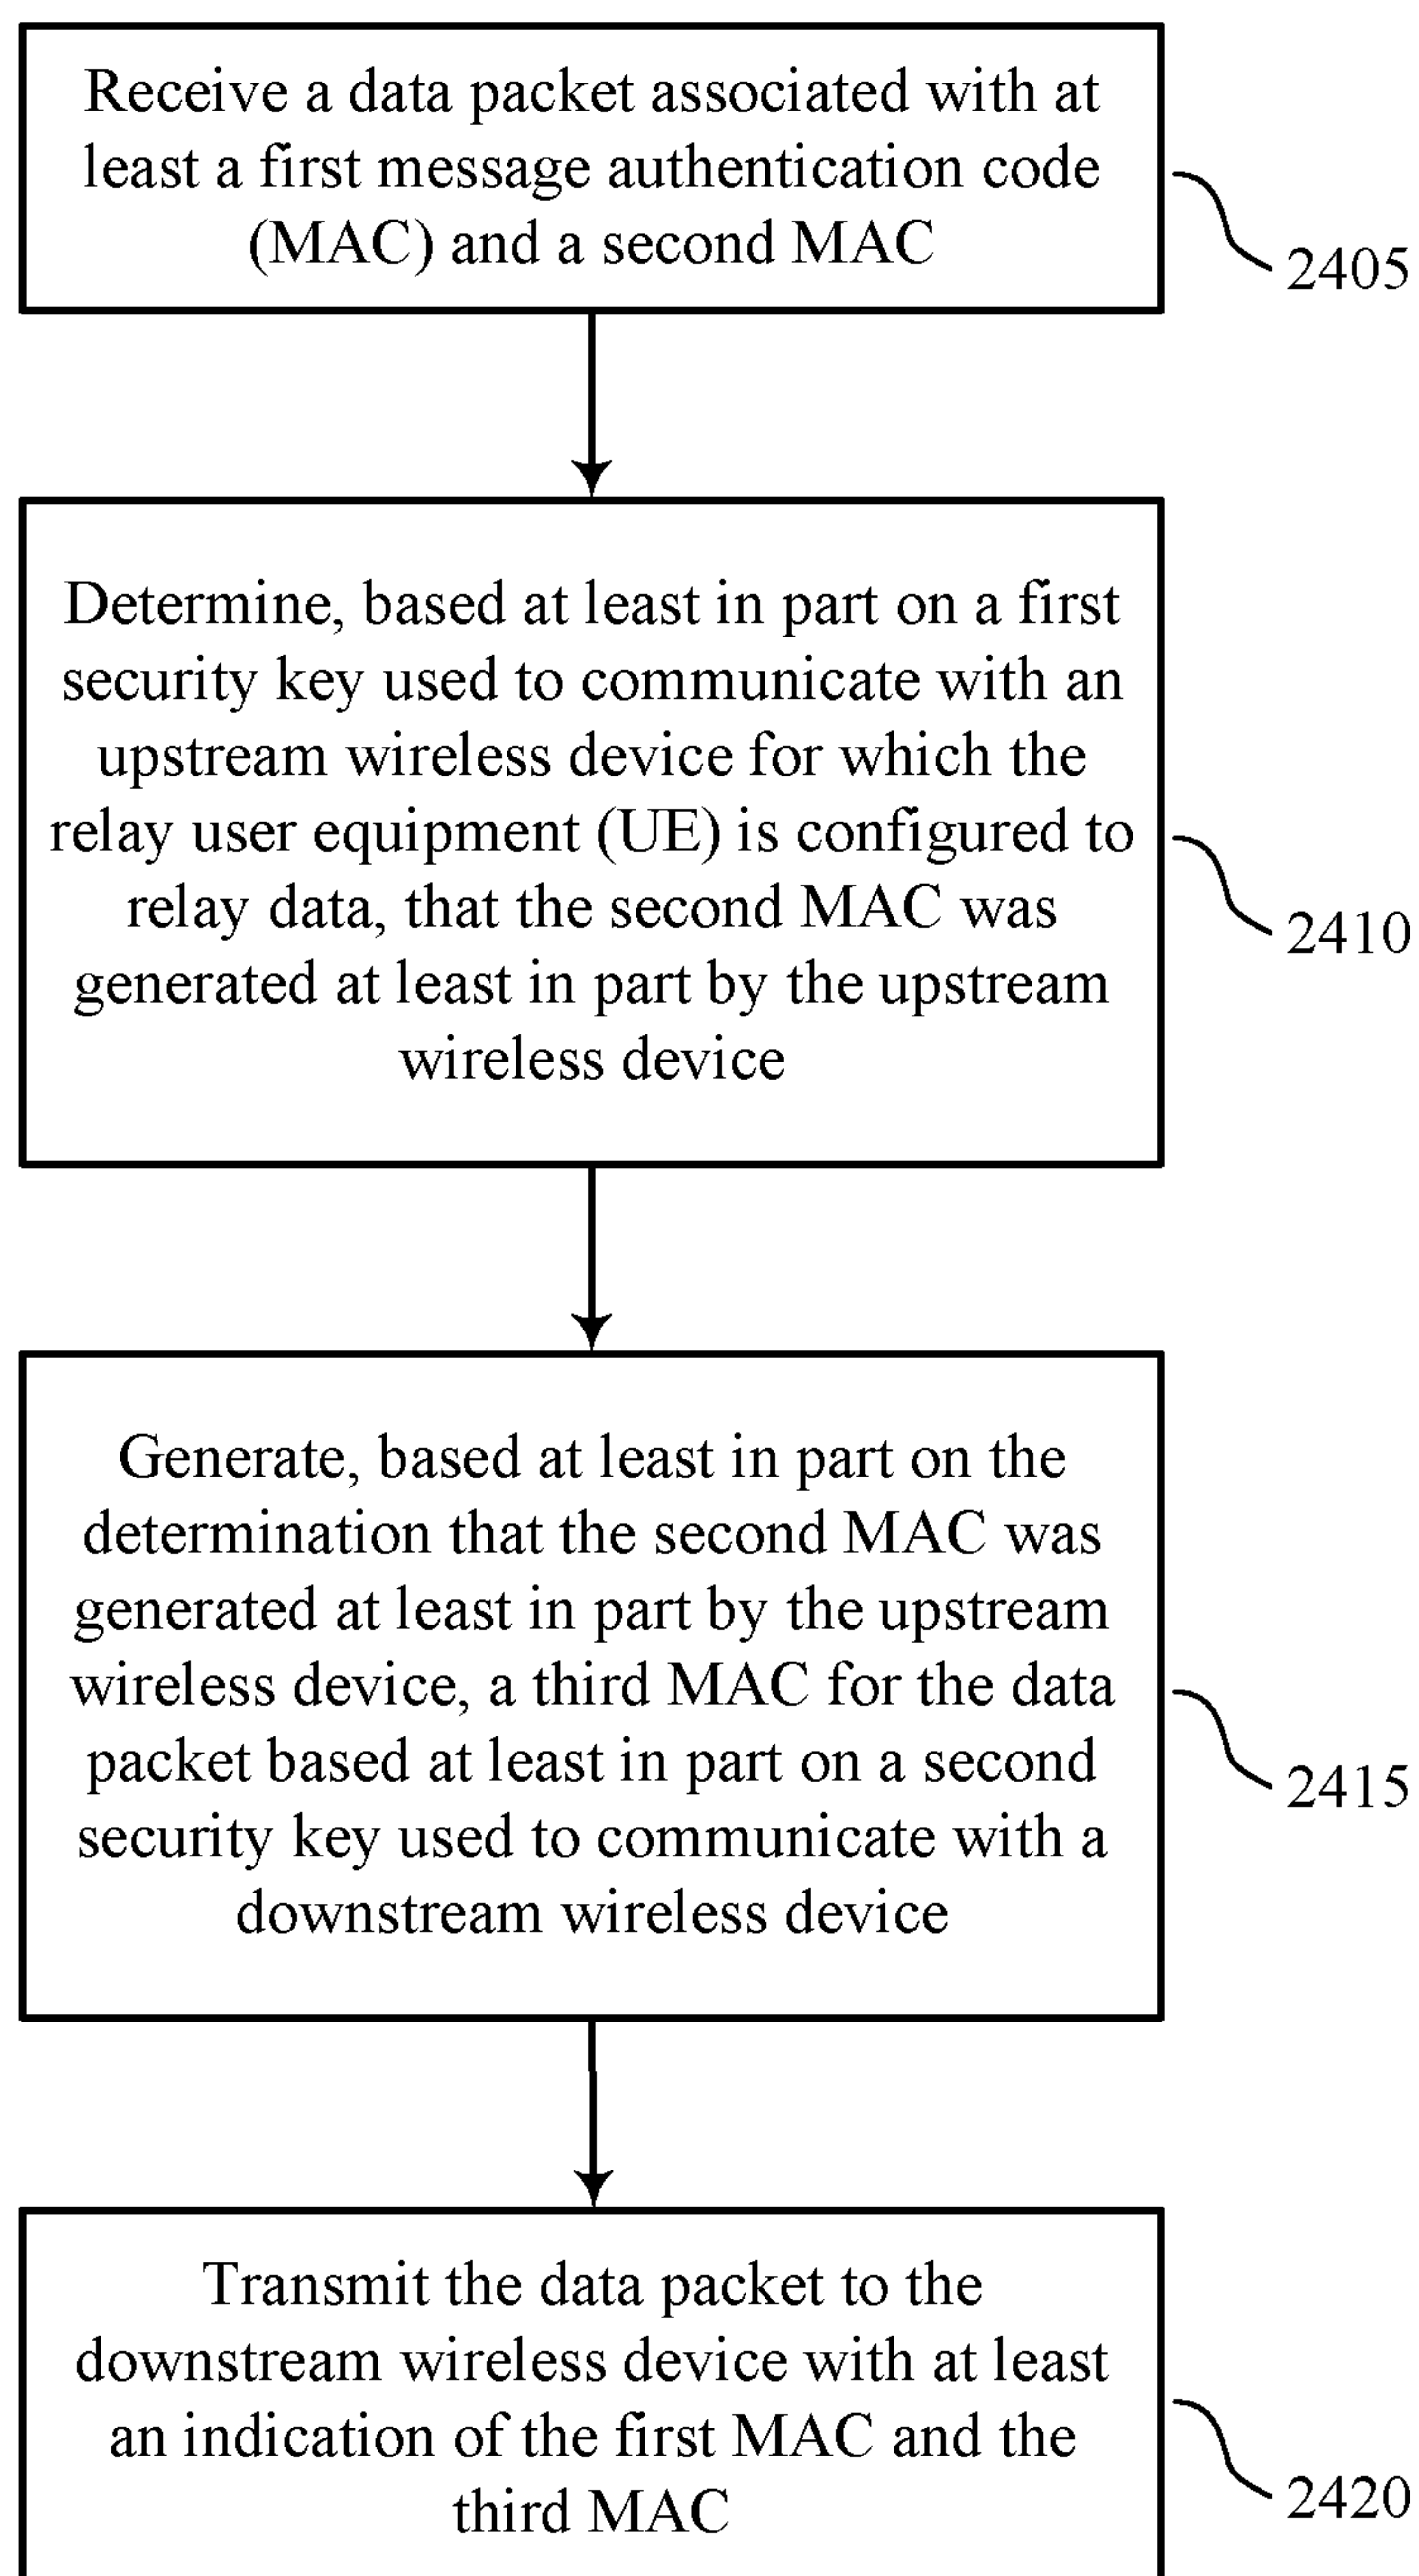 Receive a data packet associated with at
least a first message authentication code
(MAC) and a second MAC
2405
Determine, based at least in part on a first
security key used to communicate with an
upstream wireless device for which the
relay user equipment (UE) is configured to
relay data, that the second MAC was
generated at least in part by the upstream
wireless device
2410
Generate, based at least in part on the
determination that the second MAC was
generated at least in part by the upstream
wireless device, a third MAC for the data
packet based at least in part on a second
security key used to communicate with a
downstream wireless device
2415
Transmit the data packet to the
downstream wireless device with at least
an indication of the first MAC and the
third MAC
2420